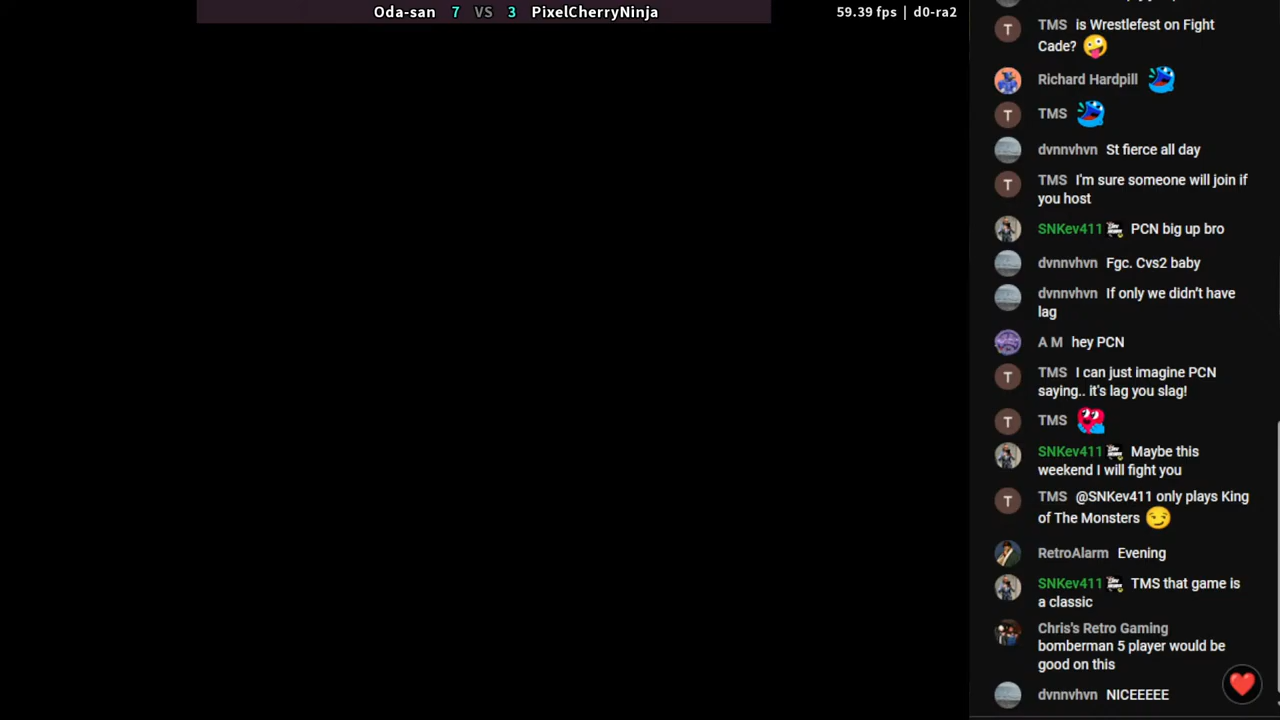 Oda-san 7 VS 3 PixelCherryNinja
59.39 fps | d0-ra2
TMS is Wrestlefest on Fight
Cade?
Richard Hardpill
T TMS
dvnnvhvn St fierce all day
T TMS I'm sure someone will join if
you host
SNKev411 PCN big up bro
dvnnvhvn Fgc. Cvs2 baby
dvnnvhvn If only we didn't have
lag
A M hey PCN
T TMS I can just imagine PCN
saying.. it's lag you slag!
T TMS
SNKev411 Maybe this
weekend I will fight you
T TMS @SNKev411 only plays King
of The Monsters
RetroAlarm Evening
SNKev411 TMS that game is
a classic
Chris's Retro Gaming
bomberman 5 player would be
good on this
dvnnvhvn NICEEEEE